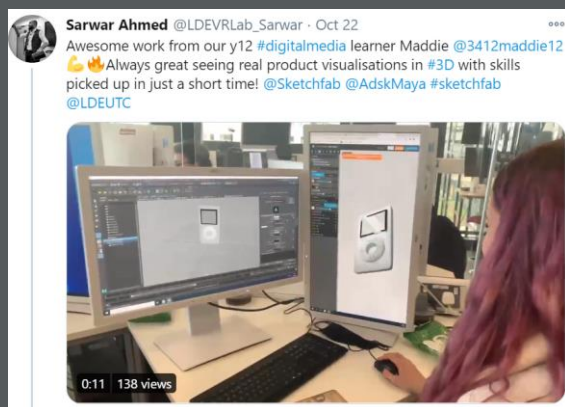 Sarwar Ahmed @LDEVRLab_Sarwar · Oct 22
Awesome work from our y12 #digitalmedia learner Maddie @3412maddie12
💪🔥Always great seeing real product visualisations in #3D with skills
picked up in just a short time! @Sketchfab @AdskMaya #sketchfab
@LDEUTC
0:11 138 views